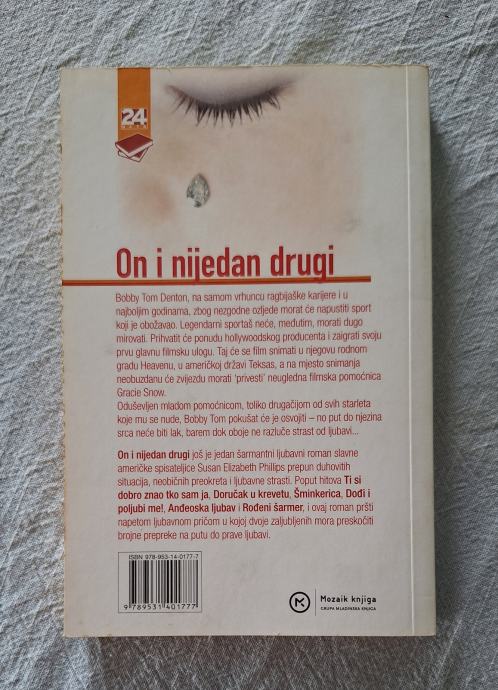 24
On i nijedan drugi
Bobby Tom Denton, na samom vrhuncu ragbijaške karijere i u
najboljim godinama, zbog nezgodne ozljede morat će napustiti sport
koji je obožavao. Legendarni sportaš neće, međutim, morati dugo
mirovati. Prihvatit će ponudu hollywoodskog producenta i zaigrati svoju
prvu glavnu filmsku ulogu. Taj će se film snimati u njegovu rodnom
gradu Heavenu, u američkoj državi Teksas, a na mjesto snimanja
neobuzdanu će zvijezdu morati 'privesti' neugledna filmska pomoćnica
Gracie Snow.
Oduševljen mladom pomoćnicom, toliko drugačijom od svih starleta
koje mu se nude, Bobby Tom pokušat će je osvojiti – no put do njezina
srca neće biti lak, barem dok oboje ne razluče strast od ljubavi...
On i nijedan drugi još je jedan šarmantni ljubavni roman slavne
američke spisateljice Susan Elizabeth Phillips prepun duhovitih
situacija, neobičnih preokreta i ljubavne strasti. Poput hitova Ti si
dobro znao tko sam ja, Doručak u krevetu, Šminkerica, Dođi i
poljubi me!, Anđeoska ljubav i Rođeni šarmer, i ovaj roman pršti
napetom ljubavnom pričom u kojoj dvoje zaljubljenih mora preskočiti
brojne prepreke na putu do prave ljubavi.
ISBN 978-953-14-0177-7
9 789531 401777
Mozaik knjiga
GRUPA MLADINSKA KNJIGA